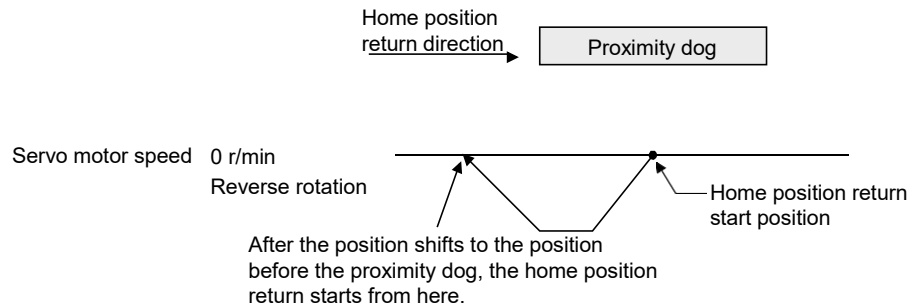 Home position
return direction
Proximity dog
Servo motor speed 0 r/min
Reverse rotation
Home position return
start position
After the position shifts to the position
before the proximity dog, the home position
return starts from here.